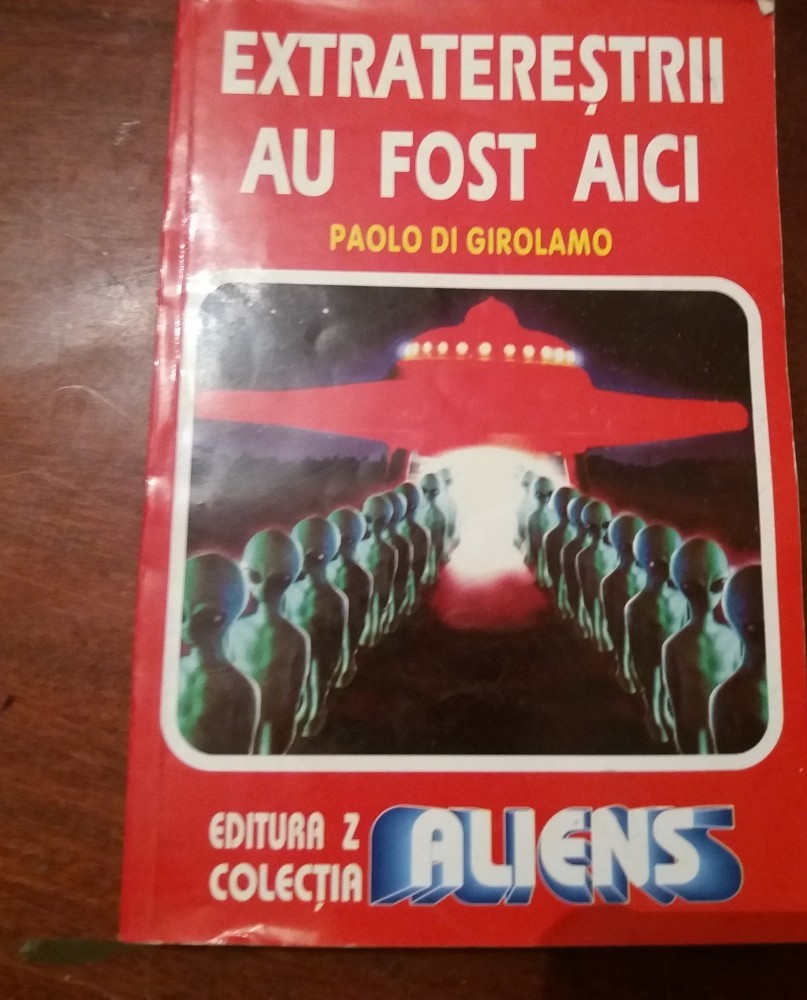 EXTRATEREȘTRII
AU FOST AICI
PAOLO DI GIROLAMO
EDITURA Z
COLECȚIA
ALIENS